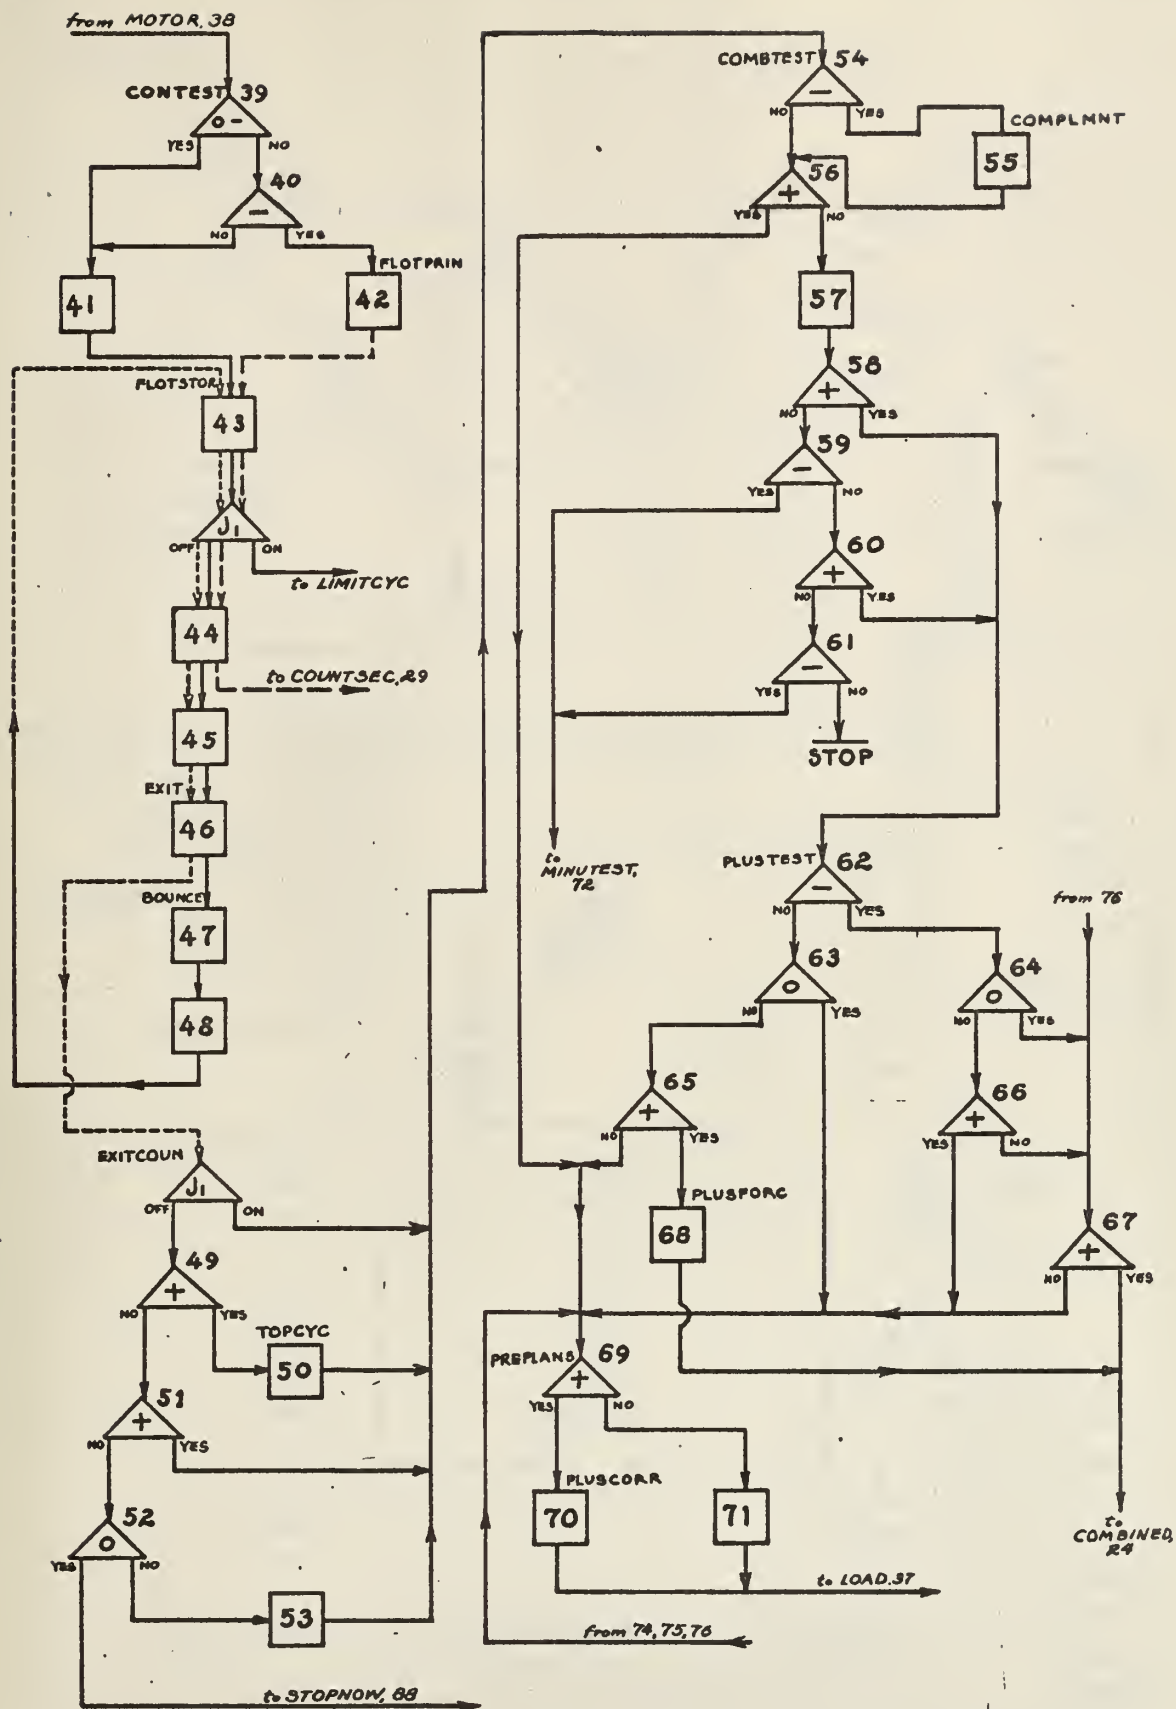 from MOTOR, 38
CONTEST 39
o -
YES NO
40
-
NO YES
FLOTPRIN
41
42
FLOTSTOR
43
J1
OFF ON
to LIMITCYC
44
to COUNTSEC, 29
45
EXIT
46
BOUNCE
47
48
EXITCOUN
J1
OFF ON
49
+
NO YES
TOPCYC
50
51
+
NO YES
52
O
YES NO
53
to STOPNOW, 88
COMBTEST 54
-
NO YES
COMPLMNT
55
56
+
YES NO
57
58
+
NO YES
59
-
YES NO
60
+
NO YES
61
-
YES NO
STOP
to
MINUTEST,
72
PLUSTEST 62
-
NO YES
from 76
63
O
NO YES
64
O
NO YES
65
+
NO YES
66
+
YES NO
PLUSFORC
68
67
+
NO YES
PREPLANS 69
+
YES NO
PLUSCORR
70
71
to
COMBINED,
24
to LOAD.37
from 74, 75, 76